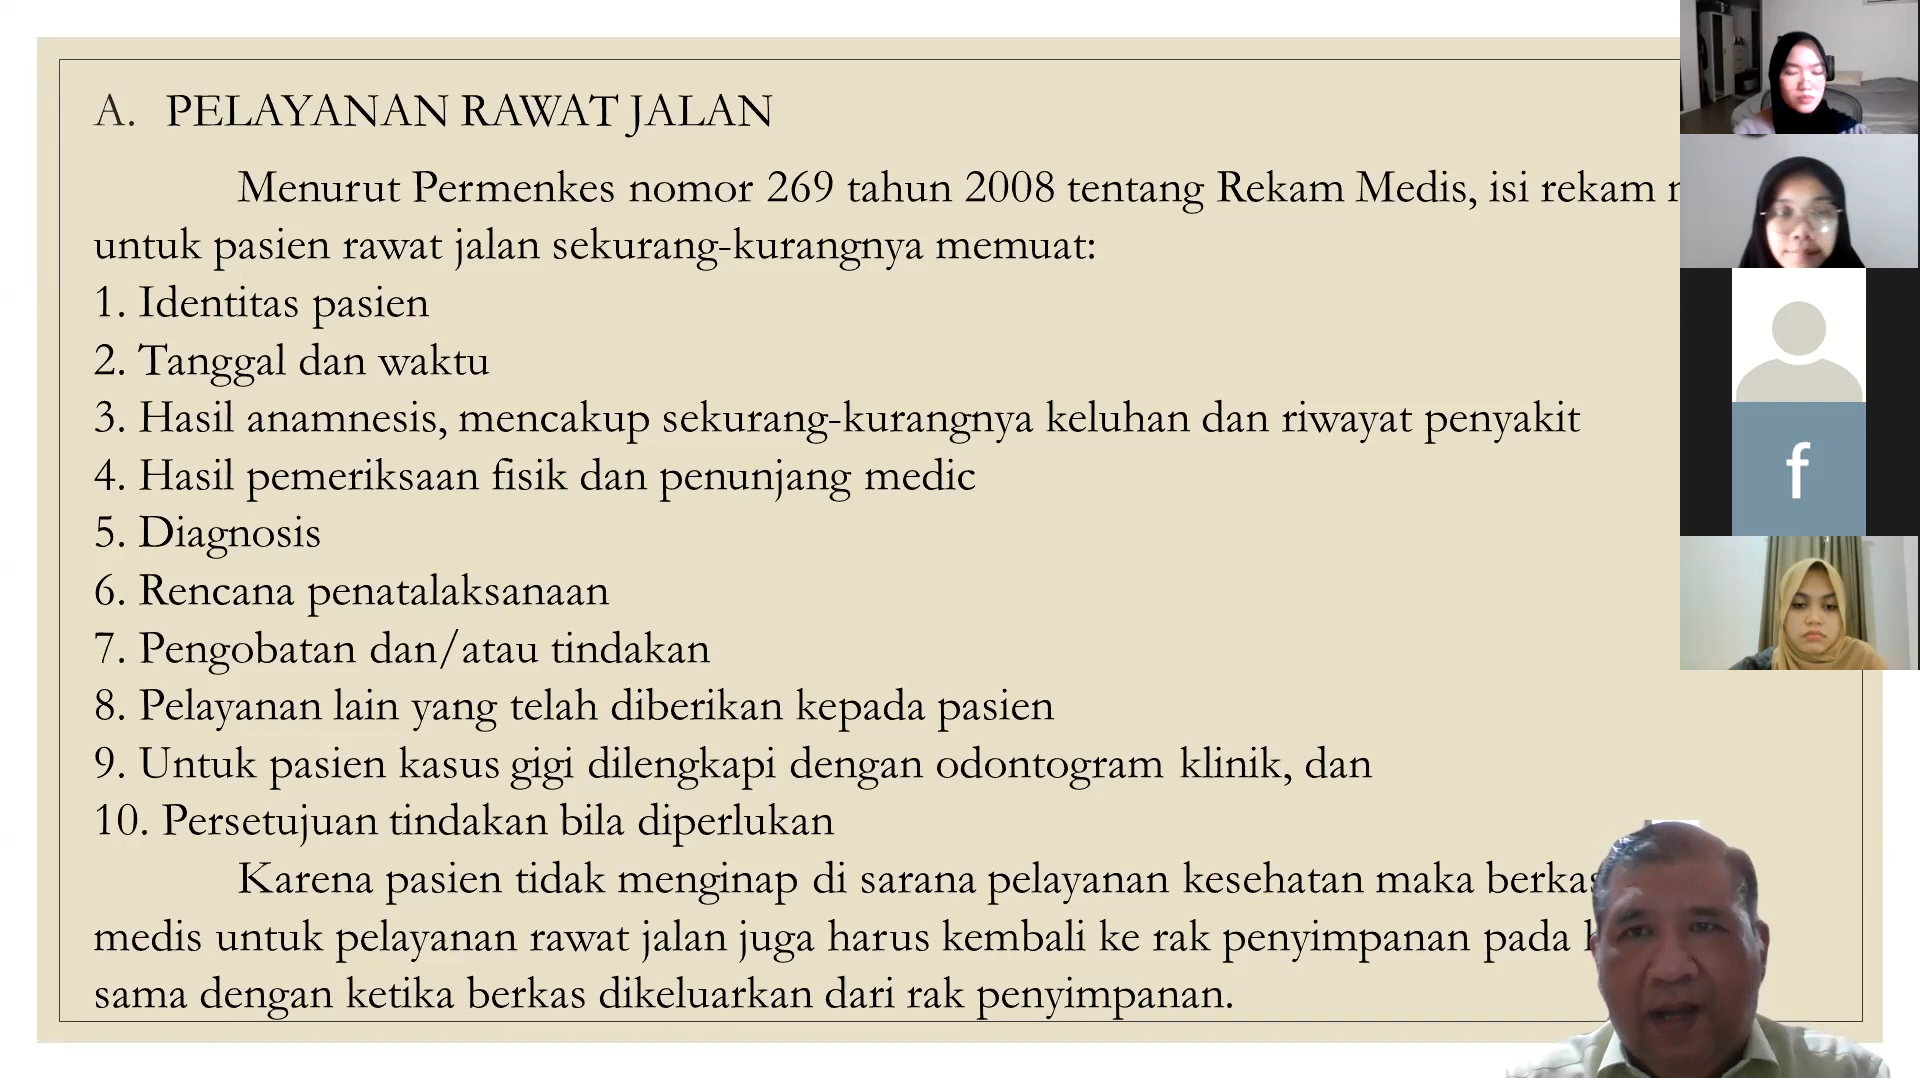 A. PELAYANAN RAWAT JALAN
Menurut Permenkes nomor 269 tahun 2008 tentang Rekam Medis, isi rekam
untuk pasien rawat jalan sekurang-kurangnya memuat:
1. Identitas pasien
2. Tanggal dan waktu
3. Hasil anamnesis, mencakup sekurang-kurangnya keluhan dan riwayat penyakit
4. Hasil pemeriksaan fisik dan penunjang medic
5. Diagnosis
6. Rencana penatalaksanaan
7. Pengobatan dan/atau tindakan
8. Pelayanan lain yang telah diberikan kepada pasien
9. Untuk pasien kasus gigi dilengkapi dengan odontogram klinik, dan
10. Persetujuan tindakan bila diperlukan
Karena pasien tidak menginap di sarana pelayanan kesehatan maka berkas
medis untuk pelayanan rawat jalan juga harus kembali ke rak penyimpanan pada
sama dengan ketika berkas dikeluarkan dari rak penyimpanan.
f